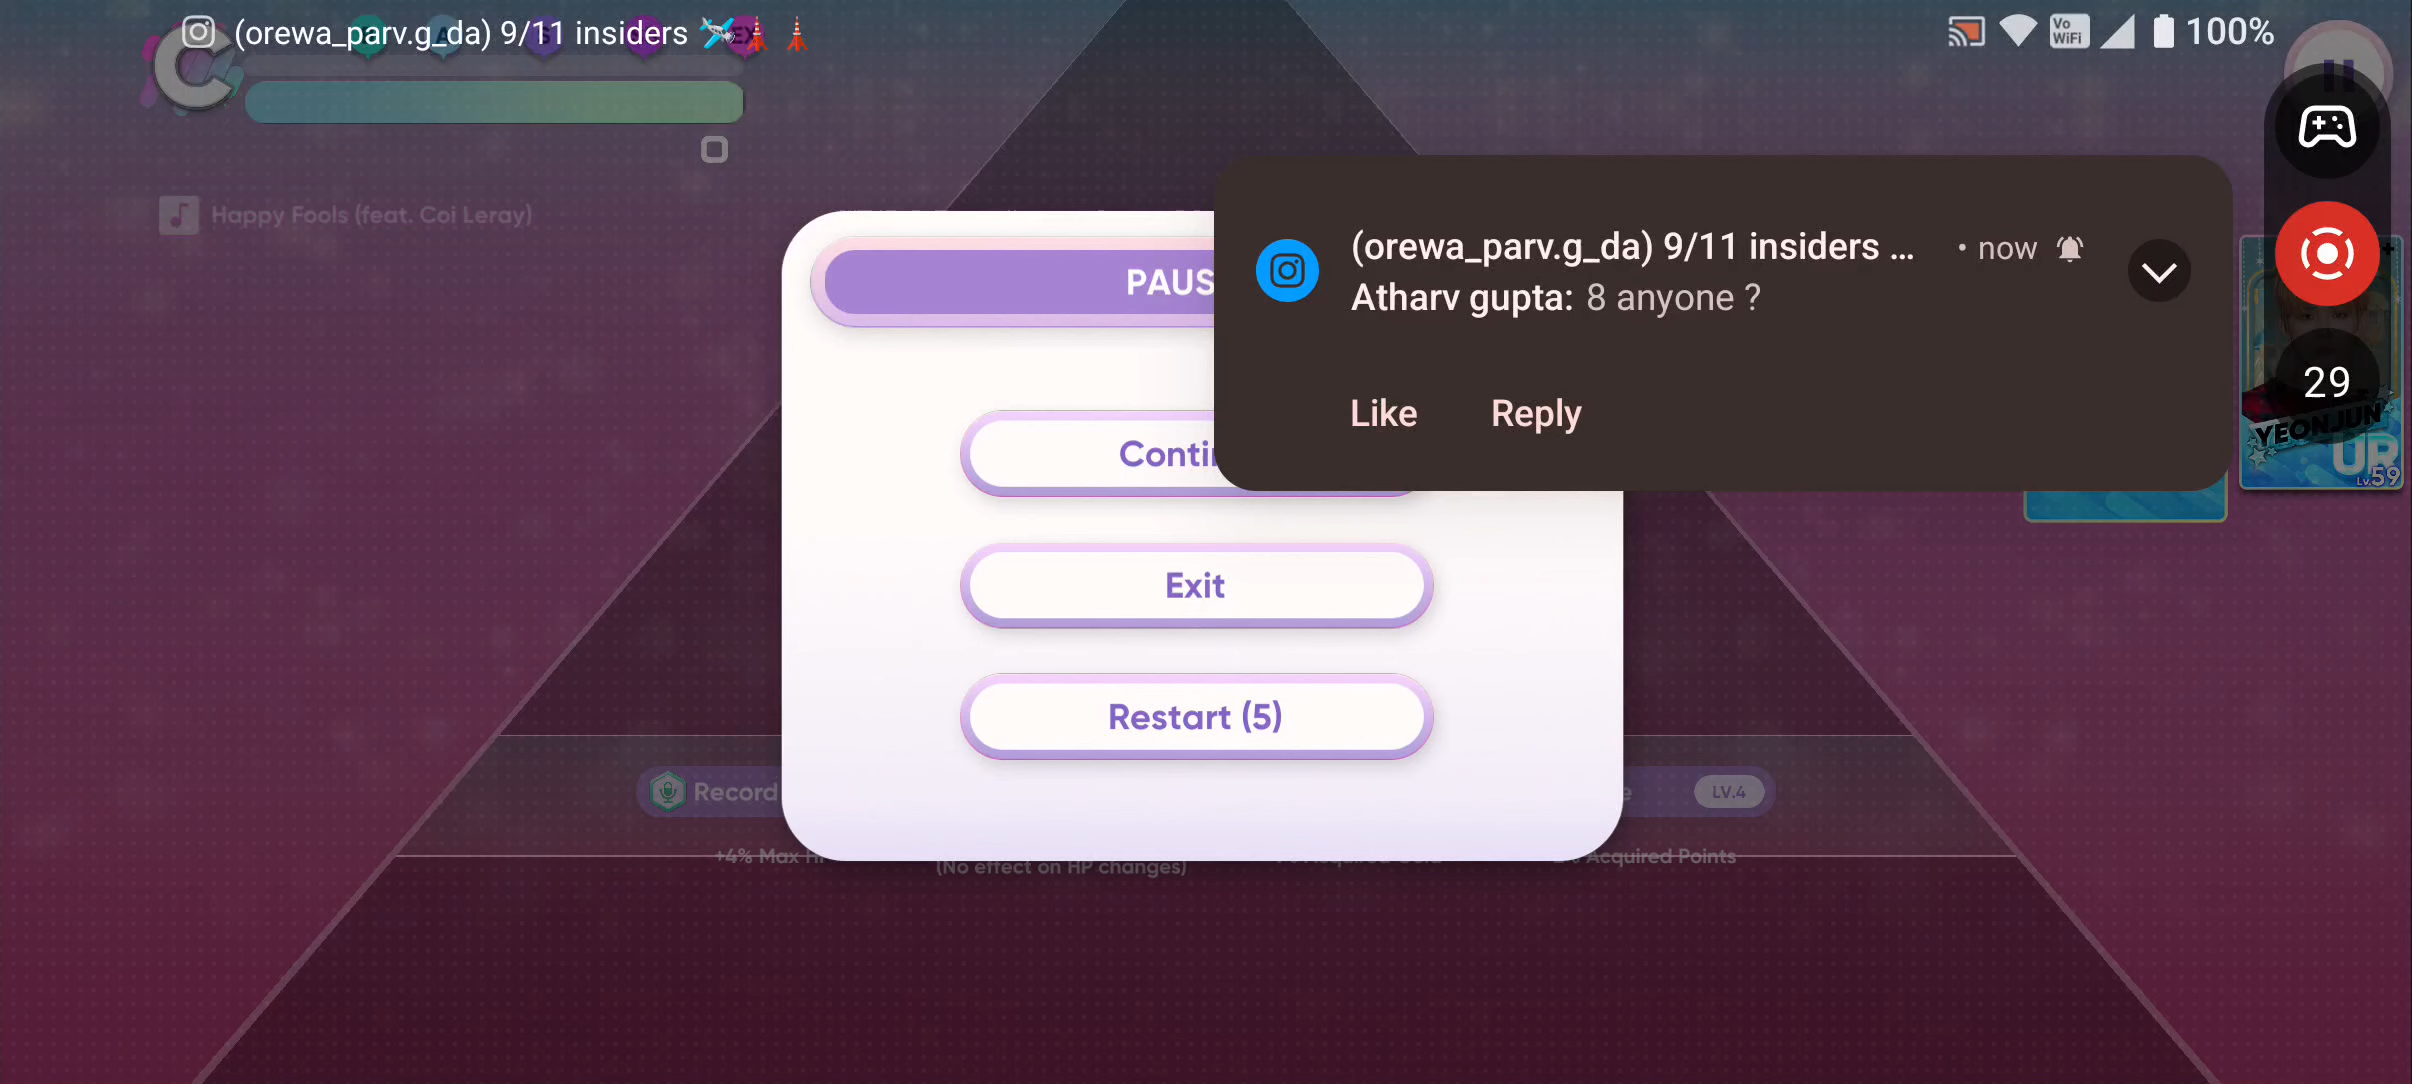 (orewa_parv.g_da) 9/11 insiders
100%
C
Happy Fools (feat. Coi Leray)
PAUS
(orewa_parv.g_da) 9/11 insiders ... • now
Atharv gupta: 8 anyone ?
Like Reply
29
YEONJUN
UR
Lv.59
Exit
Restart (5)
Record
LV.4
+4% Max
(No effect on HP changes)
Acquired Points